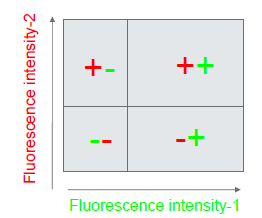 Fluorescence intensity-2
+-
++
--
-+
Fluorescence intensity-1